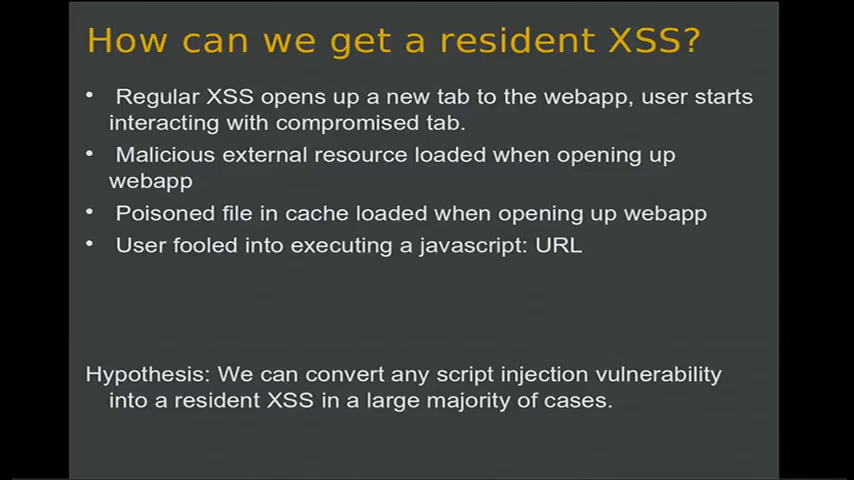 How can we get a resident XSS?
• Regular XSS opens up a new tab to the webapp, user starts
interacting with compromised tab.
• Malicious external resource loaded when opening up
webapp
• Poisoned file in cache loaded when opening up webapp
• User fooled into executing a javascript: URL
Hypothesis: We can convert any script injection vulnerability
into a resident XSS in a large majority of cases.